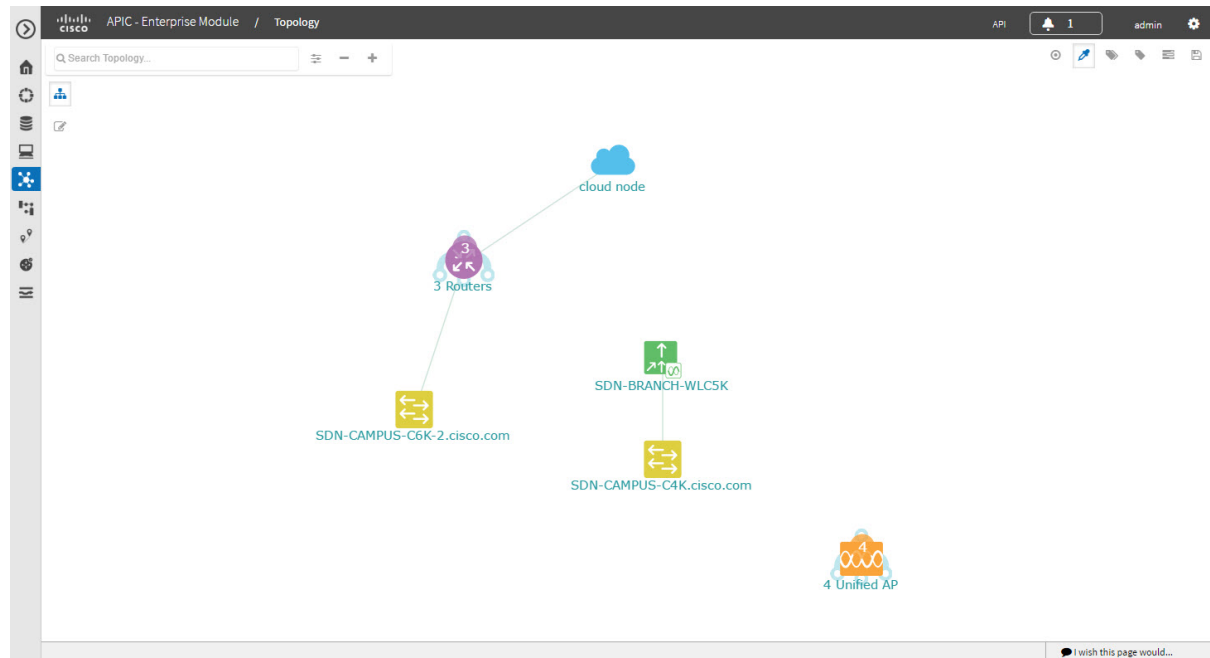 cisco APIC - Enterprise Module / Topology API 1 admin
Search Topology...
cloud node
3
3 Routers
SDN-BRANCH-WLC5K
SDN-CAMPUS-C6K-2.cisco.com
SDN-CAMPUS-C4K.cisco.com
4
4 Unified AP
I wish this page would...